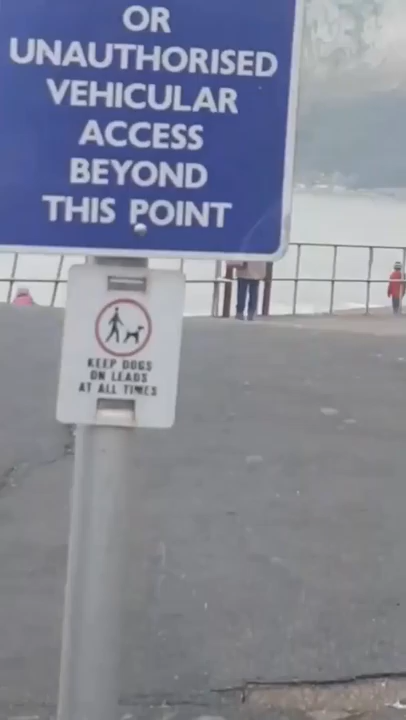 OR
UNAUTHORISED
VEHICULAR
ACCESS
BEYOND
THIS POINT
KEEP DOGS
ON LEADS
AT ALL TIMES